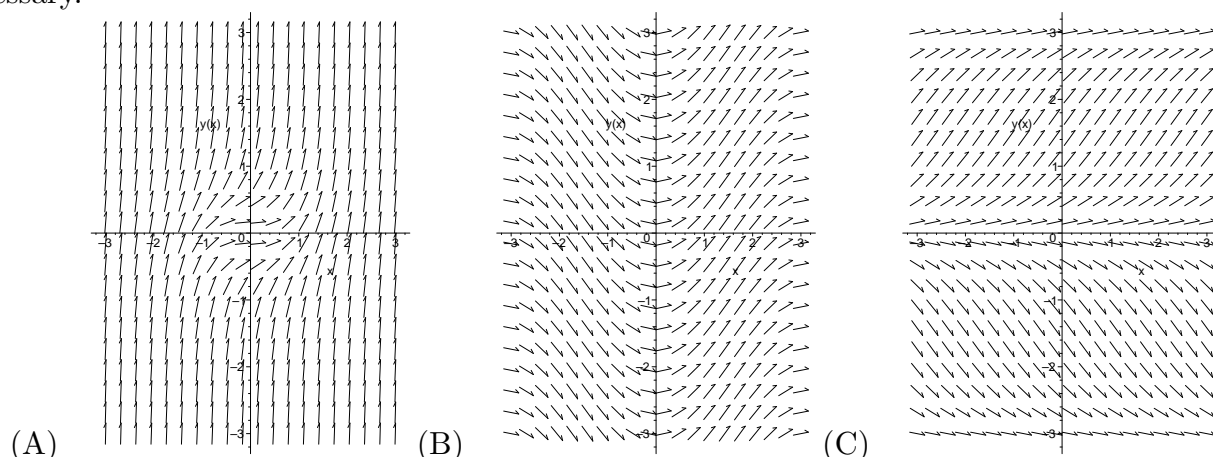 essary.
3 3 3
2 2 2
y(x) y(x) y(x)
1 1 1
–3 –2 –1 0 1 2 3 –3 –2 –1 0 1 2 3 –3 –2 –1 0 1 2 3
x x x
–1 –1 –1
–2 –2 –2
–3 –3 –3
(A) (B) (C)